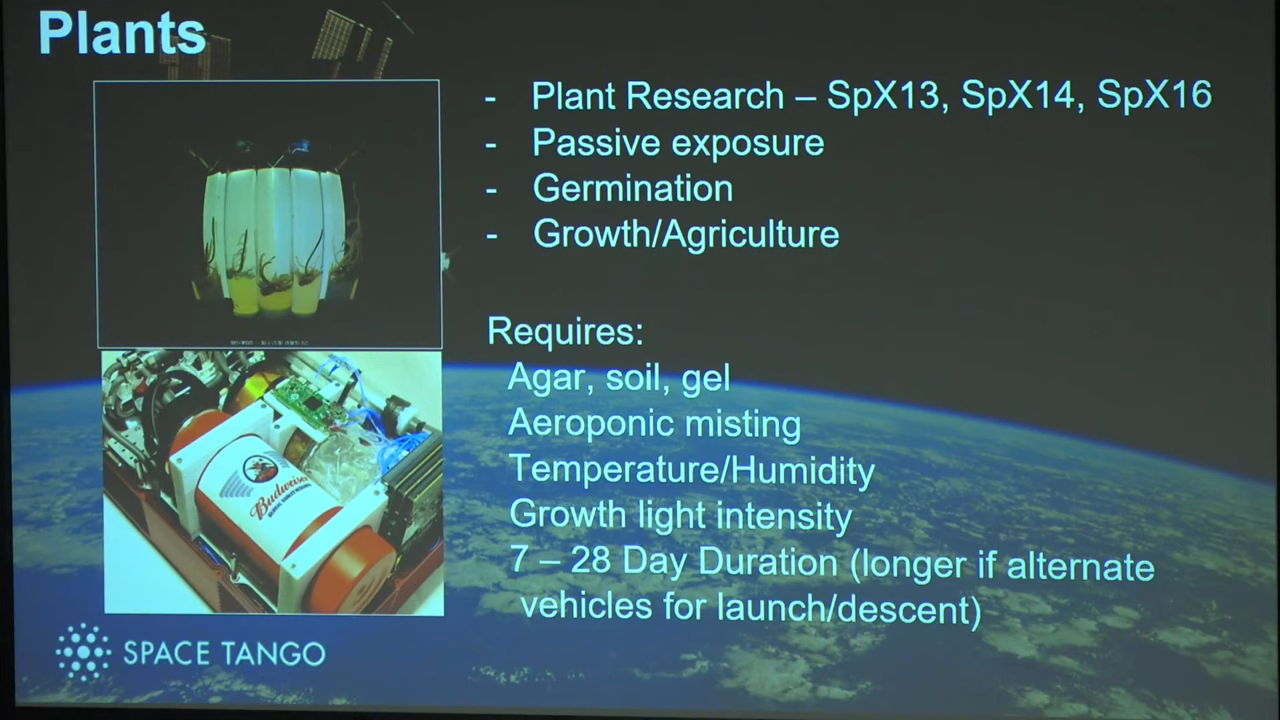 Plants
- Plant Research – SpX13, SpX14, SpX16
- Passive exposure
- Germination
- Growth/Agriculture
Requires:
Agar, soil, gel
Aeroponic misting
Temperature/Humidity
Growth light intensity
7 – 28 Day Duration (longer if alternate
vehicles for launch/descent)
Budweiser
SPACE TANGO